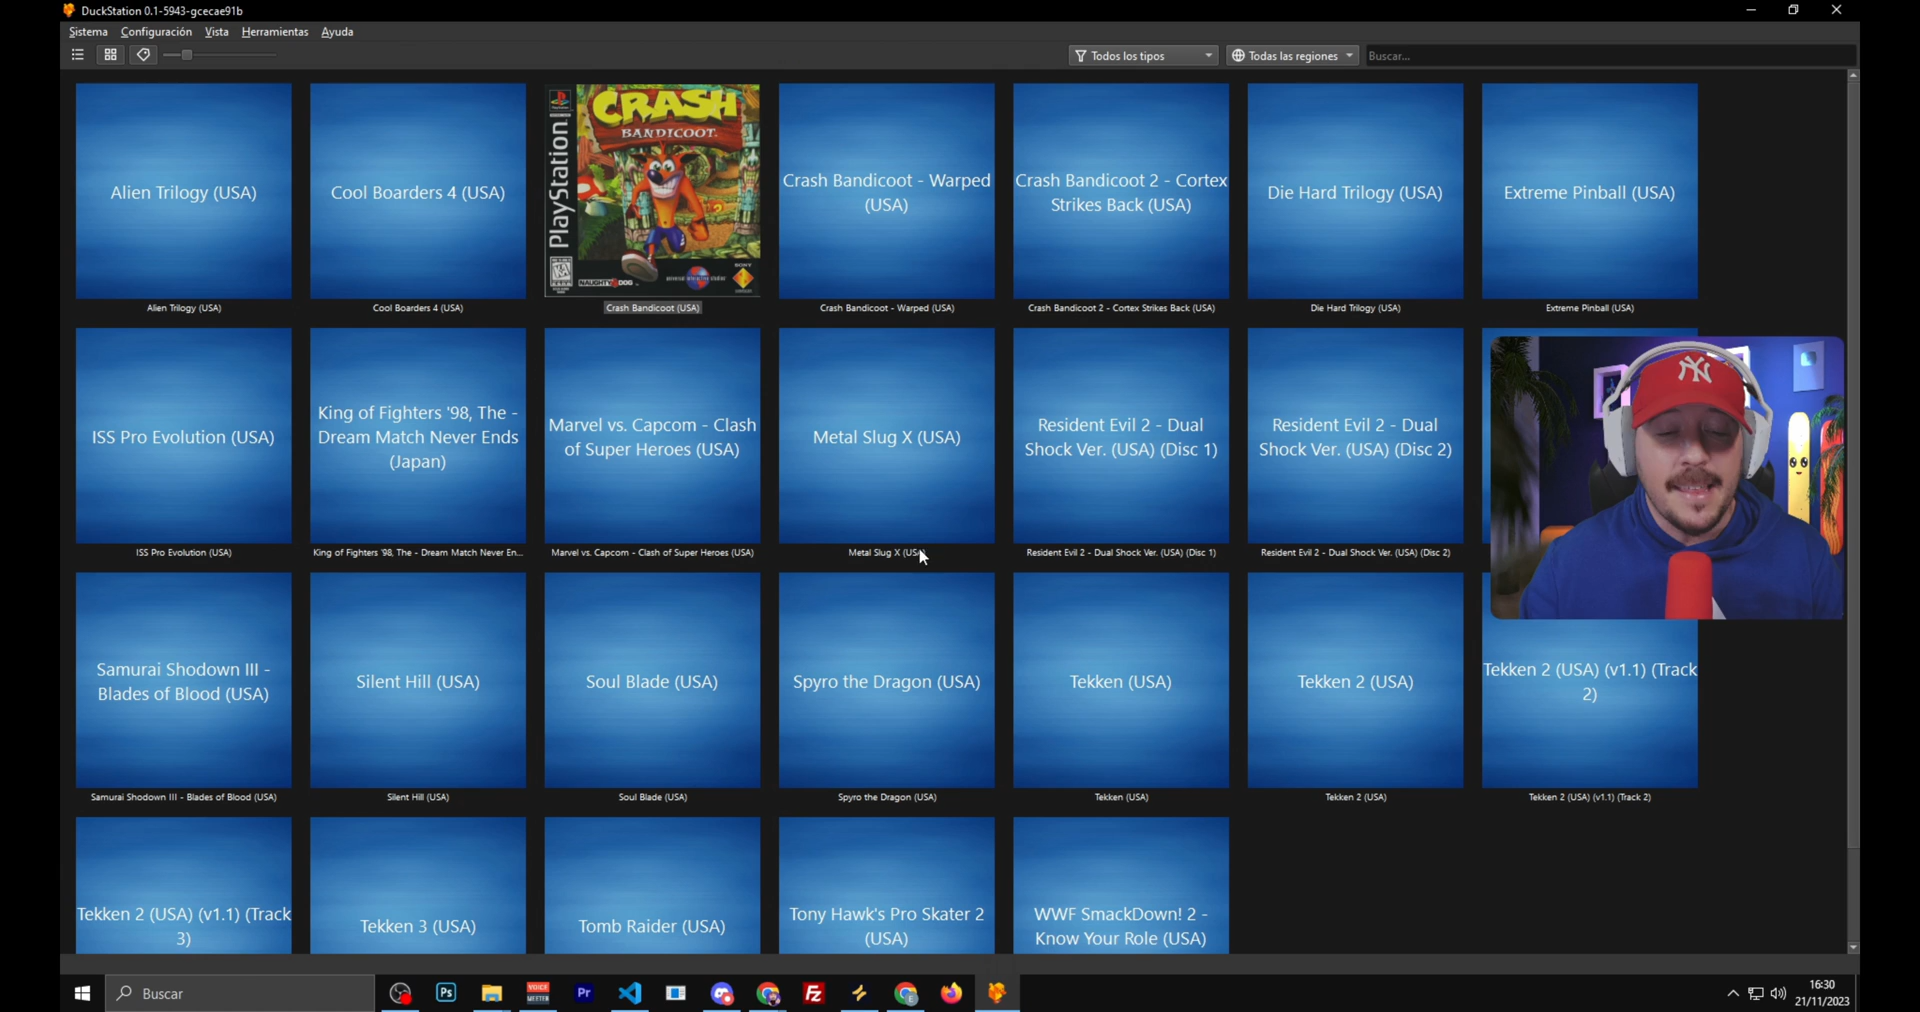 DuckStation 0.1-5943-gcecae91b
Sistema Configuración Vista Herramientas Ayuda
Todos los tipos
Todas las regiones
Buscar...
Alien Trilogy (USA)
Cool Boarders 4 (USA)
PlayStation
CRASH
BANDICOOT
NAUGHTY DOG
SONY
Crash Bandicoot - Warped
(USA)
Crash Bandicoot 2 - Cortex
Strikes Back (USA)
Die Hard Trilogy (USA)
Extreme Pinball (USA)
Alien Trilogy (USA)
Cool Boarders 4 (USA)
Crash Bandicoot (USA)
Crash Bandicoot - Warped (USA)
Crash Bandicoot 2 - Cortex Strikes Back (USA)
Die Hard Trilogy (USA)
Extreme Pinball (USA)
ISS Pro Evolution (USA)
King of Fighters '98, The -
Dream Match Never Ends
(Japan)
Marvel vs. Capcom - Clash
of Super Heroes (USA)
Metal Slug X (USA)
Resident Evil 2 - Dual
Shock Ver. (USA) (Disc 1)
Resident Evil 2 - Dual
Shock Ver. (USA) (Disc 2)
NY
ISS Pro Evolution (USA)
King of Fighters '98, The - Dream Match Never En...
Marvel vs. Capcom - Clash of Super Heroes (USA)
Metal Slug X (USA)
Resident Evil 2 - Dual Shock Ver. (USA) (Disc 1)
Resident Evil 2 - Dual Shock Ver. (USA) (Disc 2)
Samurai Shodown III -
Blades of Blood (USA)
Silent Hill (USA)
Soul Blade (USA)
Spyro the Dragon (USA)
Tekken (USA)
Tekken 2 (USA)
Tekken 2 (USA) (v1.1) (Track
2)
Samurai Shodown III - Blades of Blood (USA)
Silent Hill (USA)
Soul Blade (USA)
Spyro the Dragon (USA)
Tekken (USA)
Tekken 2 (USA)
Tekken 2 (USA) (v1.1) (Track 2)
Tekken 2 (USA) (v1.1) (Track
3)
Tekken 3 (USA)
Tomb Raider (USA)
Tony Hawk's Pro Skater 2
(USA)
WWF SmackDown! 2 -
Know Your Role (USA)
Buscar
Ps
VOICE
MEETER
Pr
Fz
16:30
21/11/2023